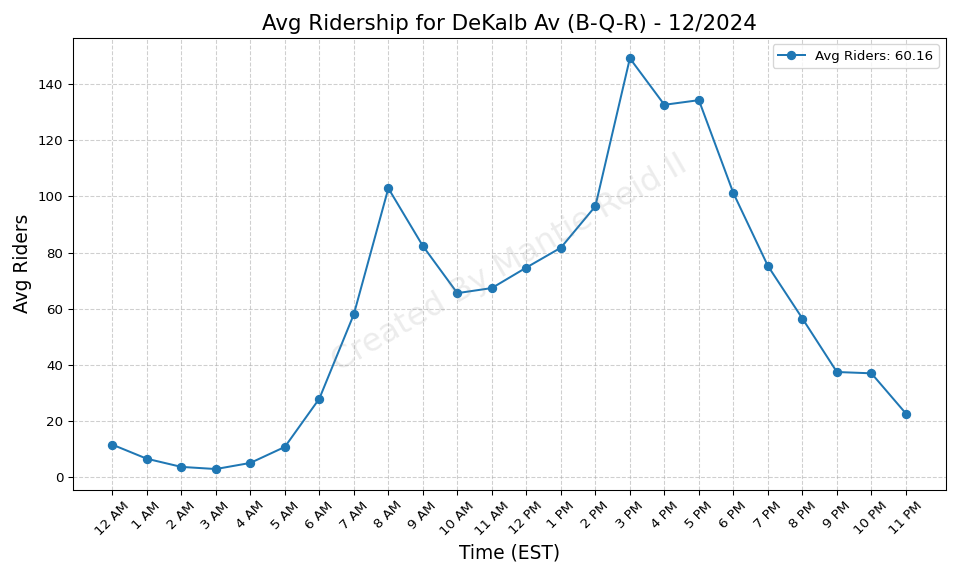 Avg Ridership for DeKalb Av (B-Q-R) - 12/2024
Avg Riders: 60.16
Avg Riders
140
120
100
80
60
40
20
0
Created By Mantie Reid II
12 AM
1 AM
2 AM
3 AM
4 AM
5 AM
6 AM
7 AM
8 AM
9 AM
10 AM
11 AM
12 PM
1 PM
2 PM
3 PM
4 PM
5 PM
6 PM
7 PM
8 PM
9 PM
10 PM
11 PM
Time (EST)